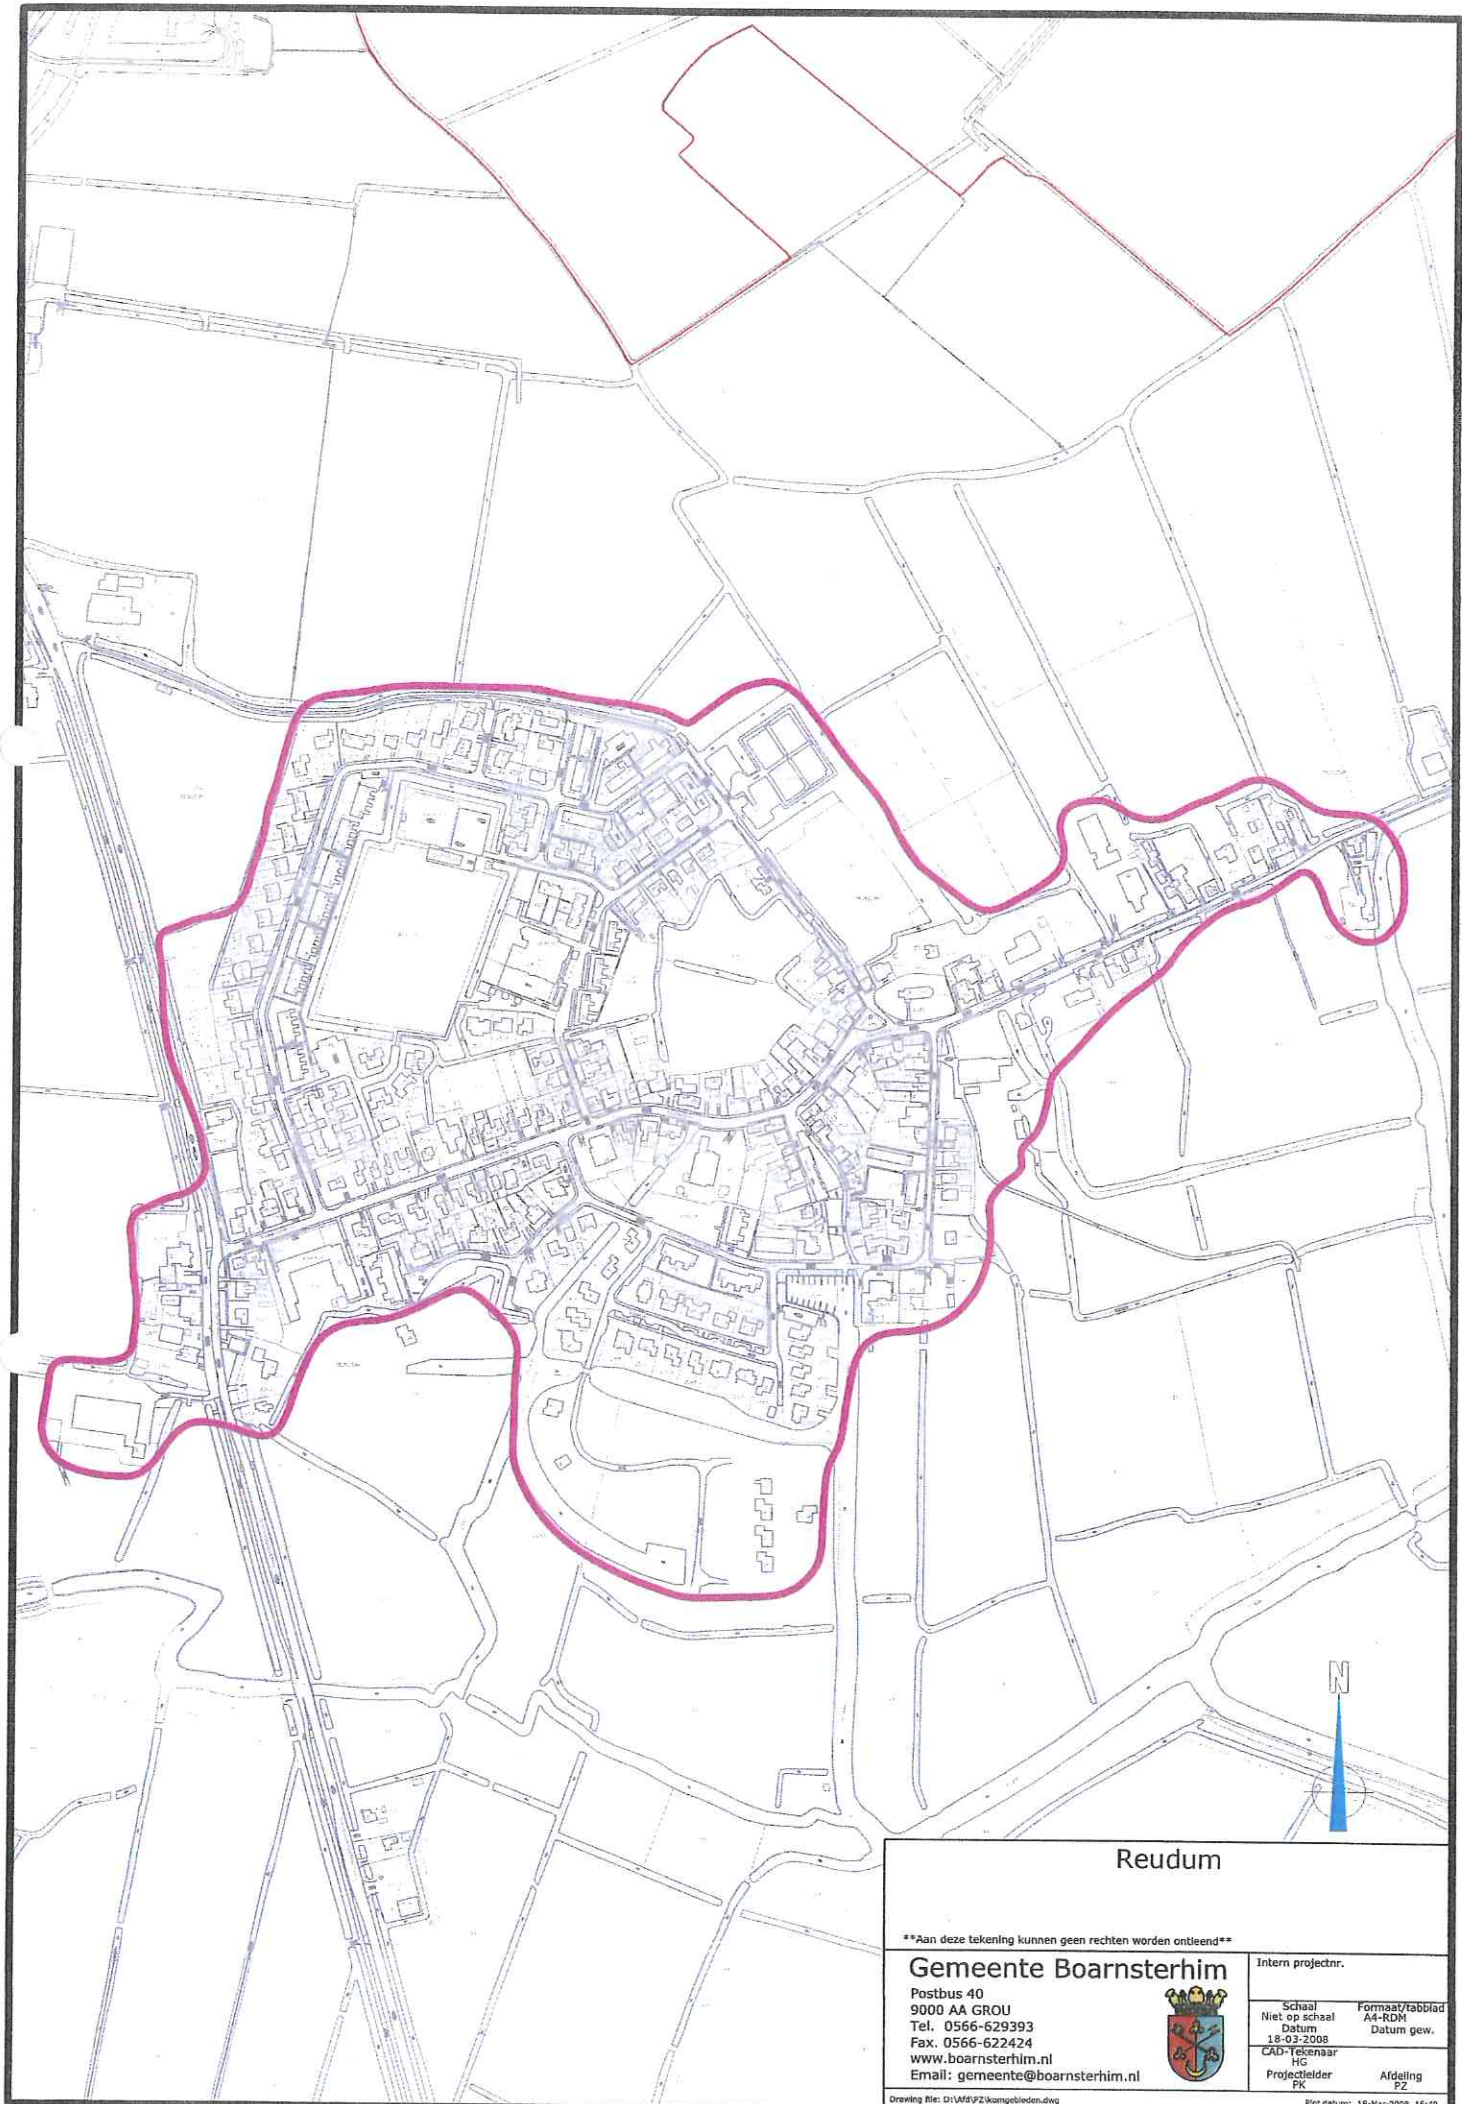 N
Reudum
**Aan deze tekening kunnen geen rechten worden ontleend**
Gemeente Boarnsterhim
Postbus 40
9000 AA GROU
Tel. 0566-629393
Fax. 0566-622424
www.boarnsterhim.nl
Email: gemeente@boarnsterhim.nl
Intern projectnr.
Schaal Formaat/tabblad
Niet op schaal A4-RDM
Datum Datum gew.
18-03-2008
CAD-Tekenaar
HG
Projectleider Afdeling
PK PZ
Drawing file: D:\Afd\PZ\komgebieden.dwg
Plot datum: